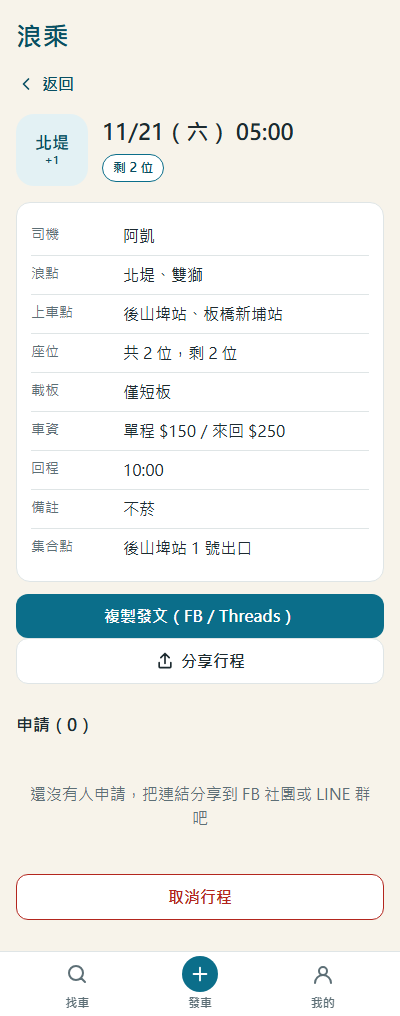 浪乘
返回
北堤
+1
11/21（六）05:00
剩 2 位
司機 阿凱
浪點 北堤、雙獅
上車點 後山埤站、板橋新埔站
座位 共 2 位，剩 2 位
載板 僅短板
車資 單程 $150 / 來回 $250
回程 10:00
備註 不菸
集合點 後山埤站 1 號出口
複製發文（FB / Threads）
分享行程
申請（0）
還沒有人申請，把連結分享到 FB 社團或 LINE 群
吧
取消行程
找車 發車 我的